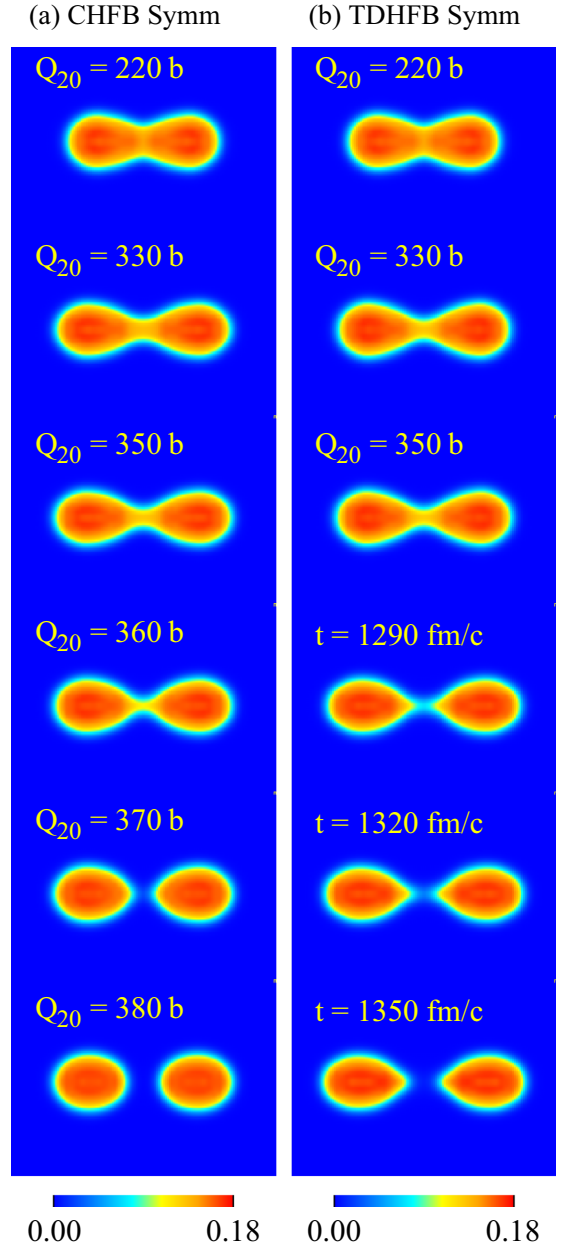 (a) CHFB Symm (b) TDHFB Symm
Q20 = 220 b Q20 = 220 b
Q20 = 330 b Q20 = 330 b
Q20 = 350 b Q20 = 350 b
Q20 = 360 b t = 1290 fm/c
Q20 = 370 b t = 1320 fm/c
Q20 = 380 b t = 1350 fm/c
0.00 0.18 0.00 0.18